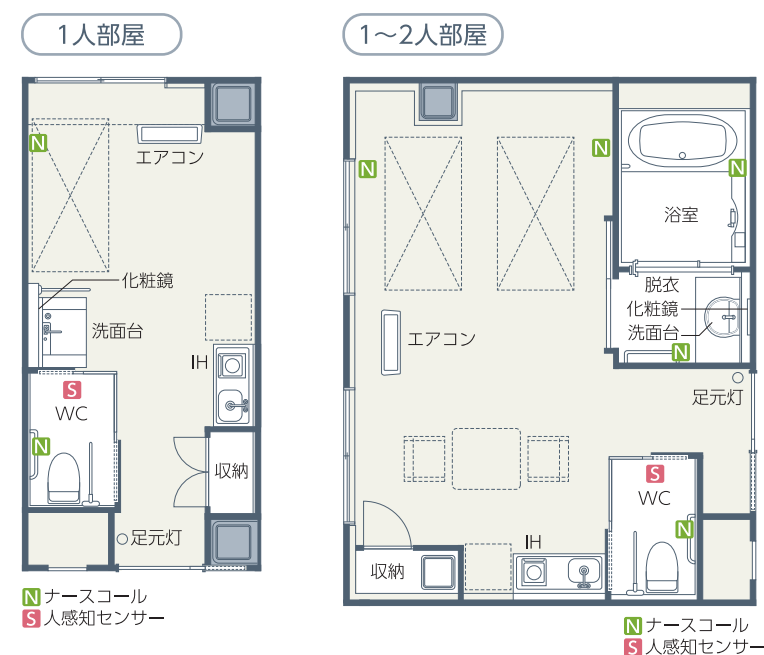 1人部屋
N
エアコン
化粧鏡
洗面台
IH
S
WC
N
収納
足元灯
N ナースコール
S 人感知センサー
1～2人部屋
N
N
N
浴室
脱衣
化粧鏡
洗面台
N
エアコン
足元灯
S
WC
N
IH
収納
N ナースコール
S 人感知センサー